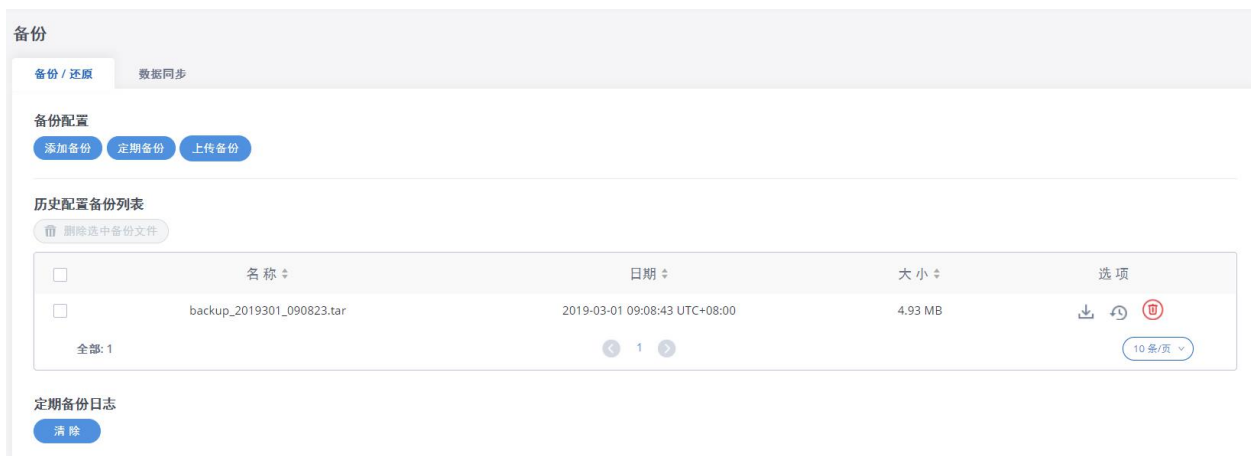 备份
备份 / 还原 数据同步
备份配置
添加备份 定期备份 上传备份
历史配置备份列表
删除选中备份文件
名称 日期 大小 选项
backup_2019301_090823.tar 2019-03-01 09:08:43 UTC+08:00 4.93 MB
全部: 1 1 10 条/页
定期备份日志
清除